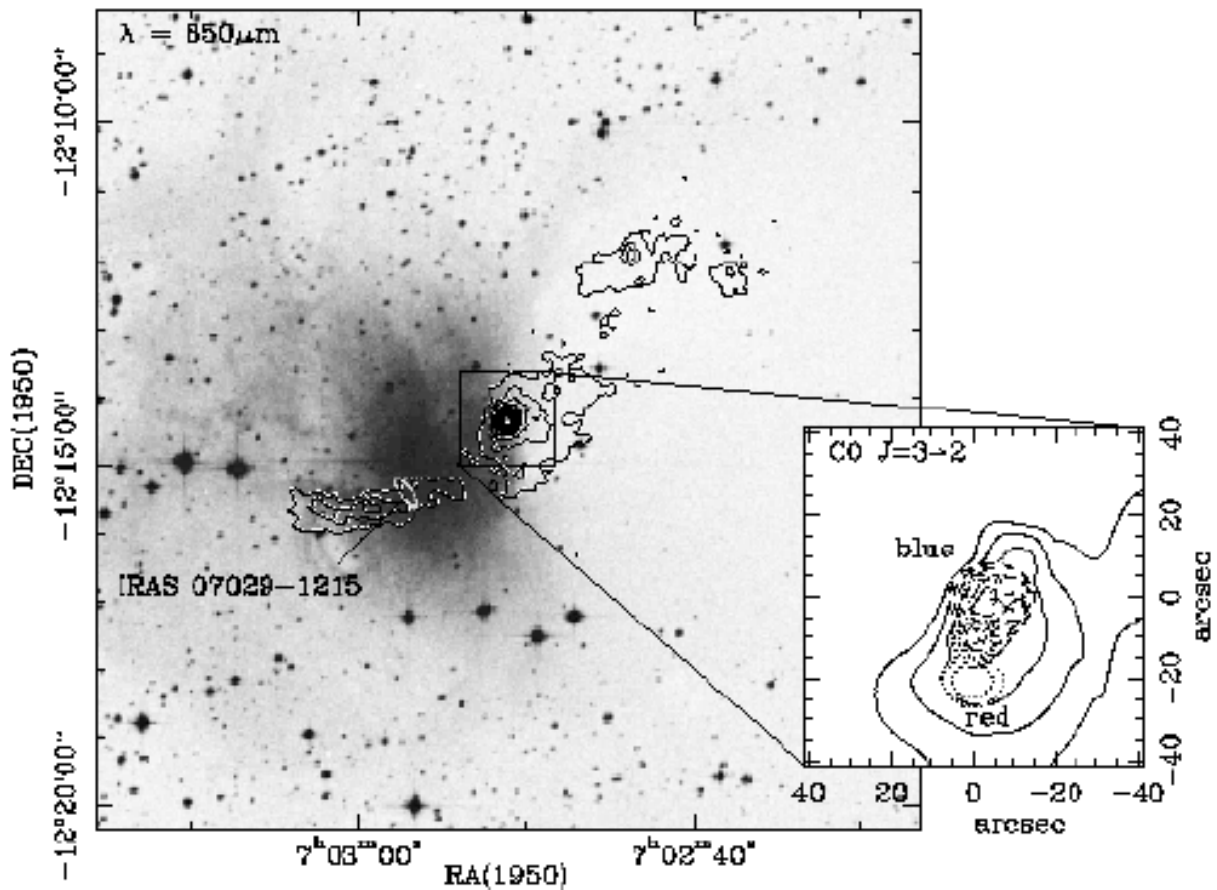 λ = 850μm
-12°10'00"
-12°15'00"
-12°20'00"
DEC(1950)
IRAS 07029-1215
7ʰ03ᵐ00ˢ
7ʰ02ᵐ40ˢ
RA(1950)
CO J=3→2
blue
red
40
20
0
-20
-40
arcsec
40
20
0
-20
-40
arcsec